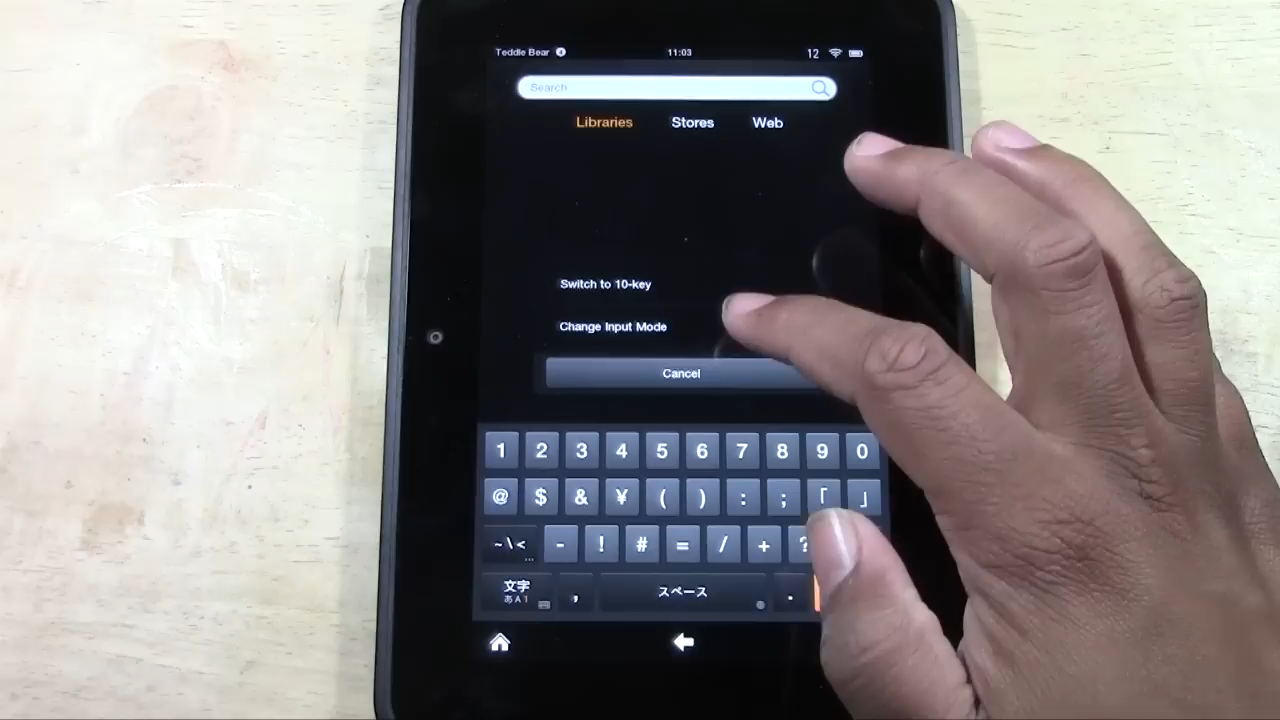 Teddie Bear 4 11:03 12
Search
Libraries Stores Web
Switch to 10-key
Change Input Mode
Cancel
1 2 3 4 5 6 7 8 9 0
@ $ & ¥ ( ) : ; 「 」
~\< - ! # = / + ?
文字 , スペース .
あA1